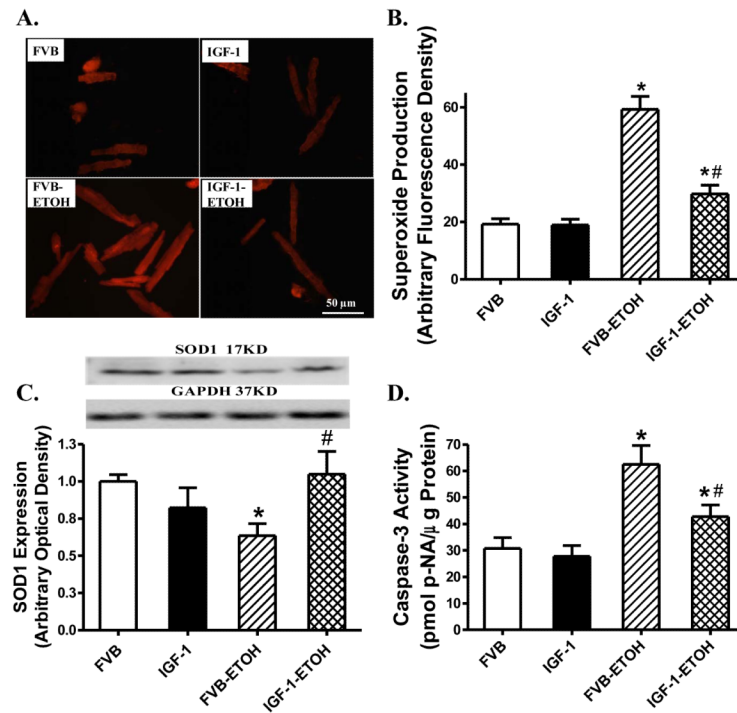 A.
FVB
IGF-1
FVB-
ETOH
IGF-1-
ETOH
50 µm
B.
Superoxide Production
(Arbitrary Fluorescence Density)
60
40
20
0
*
*#
FVB
IGF-1
FVB-ETOH
IGF-1-ETOH
C.
SOD1 17KD
GAPDH 37KD
SOD1 Expression
(Arbitrary Optical Density)
1.3
1.0
0.8
0.5
0.3
0.0
*
#
FVB
IGF-1
FVB-ETOH
IGF-1-ETOH
D.
Caspase-3 Activity
(pmol p-NA/µg Protein)
70
60
50
40
30
20
10
0
*
*#
FVB
IGF-1
FVB-ETOH
IGF-1-ETOH